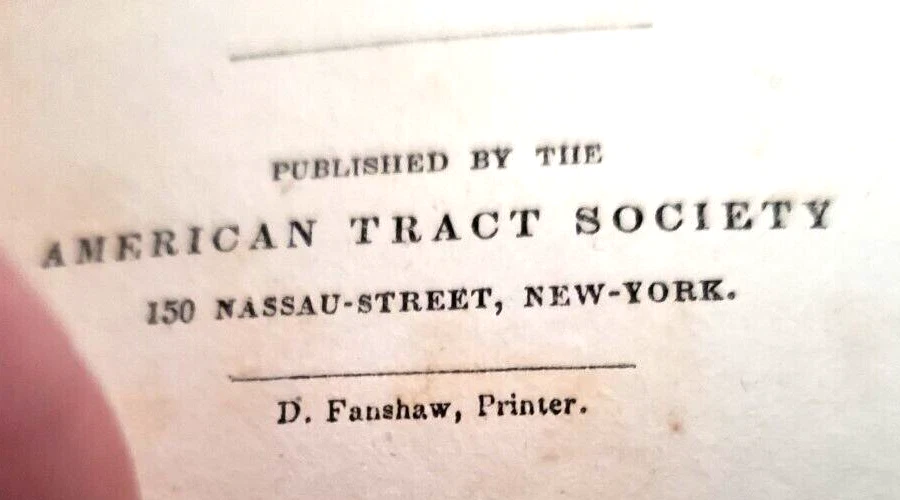 PUBLISHED BY THE
AMERICAN TRACT SOCIETY
150 NASSAU-STREET, NEW-YORK.
D. Fanshaw, Printer.